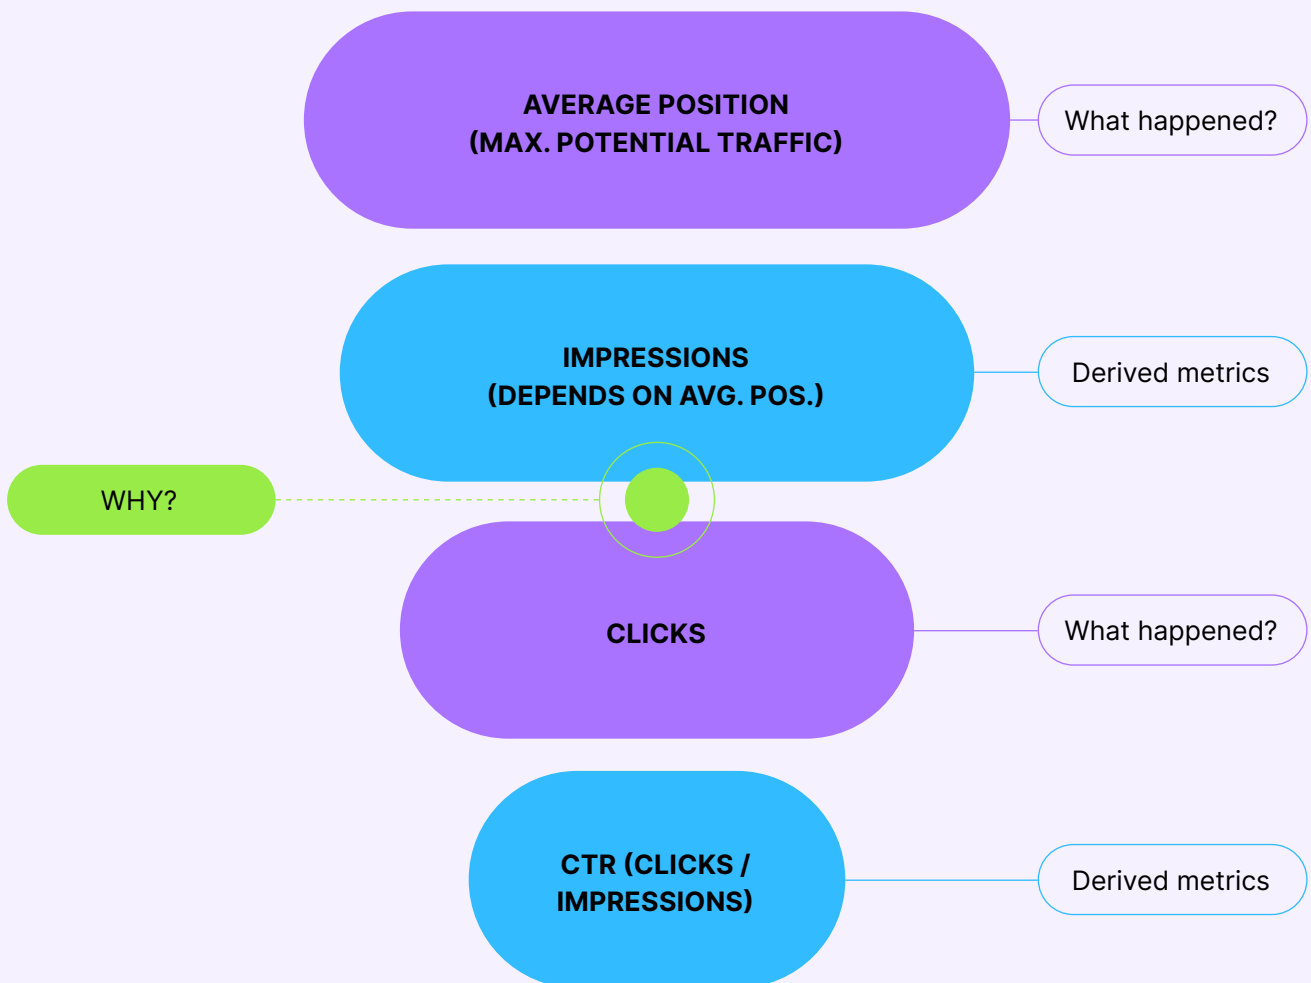 AVERAGE POSITION
(MAX. POTENTIAL TRAFFIC)
What happened?
IMPRESSIONS
(DEPENDS ON AVG. POS.)
Derived metrics
WHY?
CLICKS
What happened?
CTR (CLICKS /
IMPRESSIONS)
Derived metrics